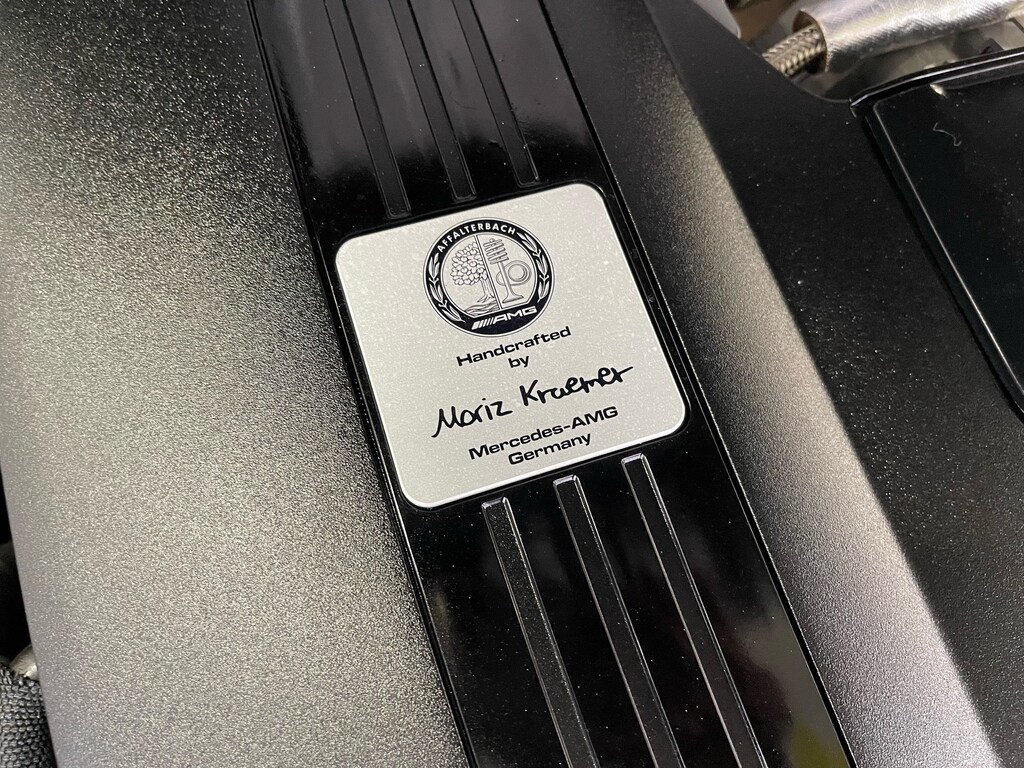 AFFALTERBACH
AMG
Handcrafted
by
Moriz Kraemer
Mercedes-AMG
Germany